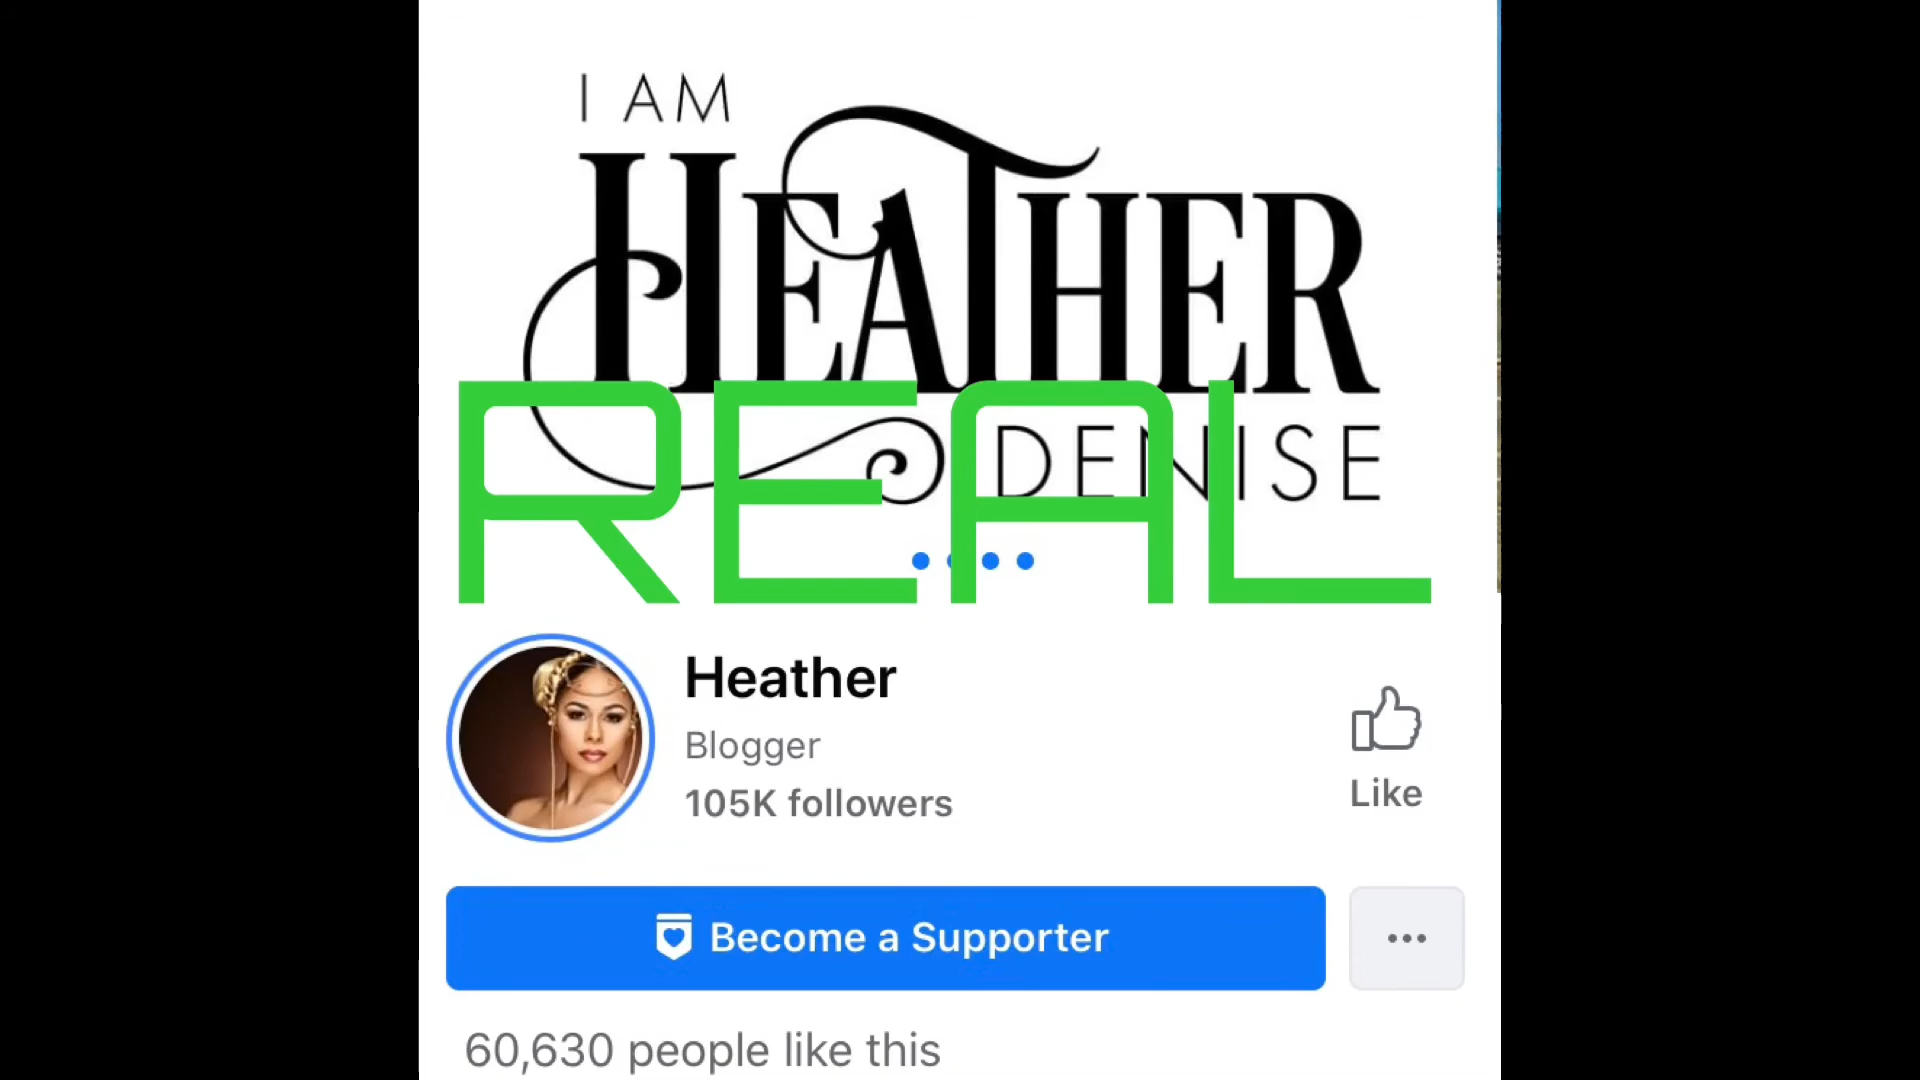 I AM
HEATHER
DENISE
REAL
Heather
Blogger
105K followers
Like
Become a Supporter
60,630 people like this